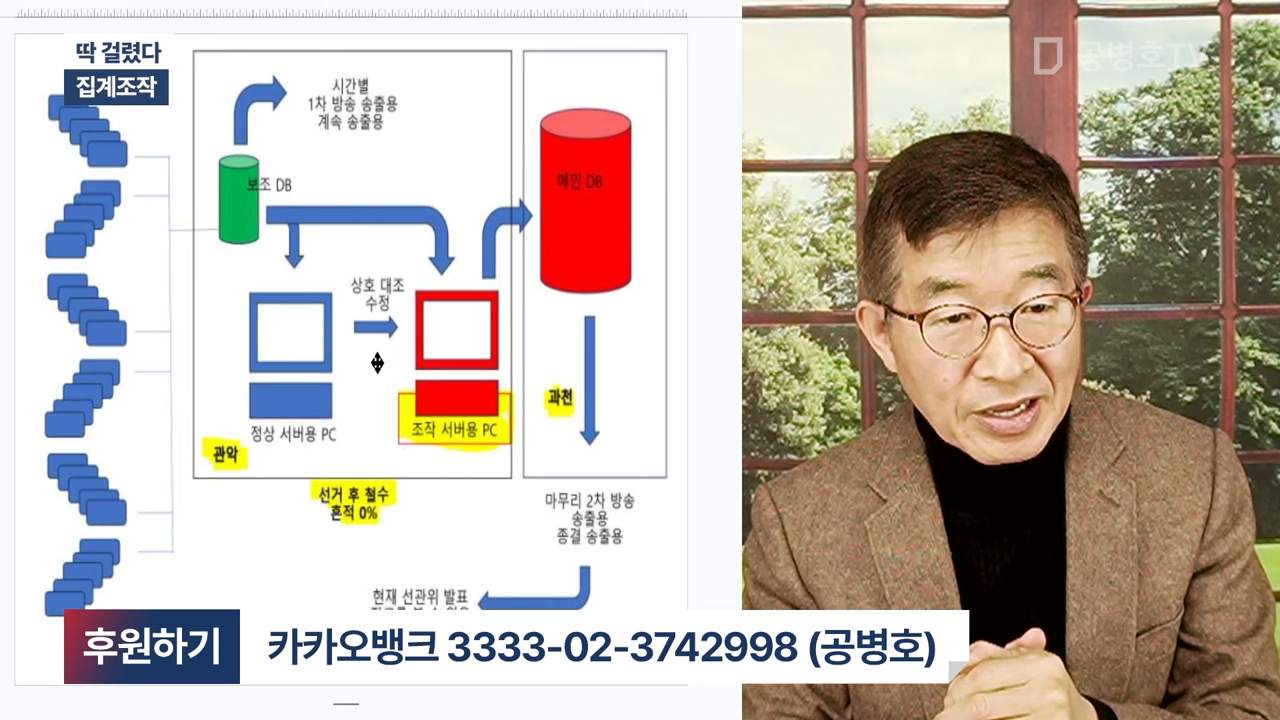 딱 걸렸다
집계조작
공병호TV
시간별
1차 방송 송출용
계속 송출용
보조 DB
메인 DB
상호 대조
수정
정상 서버용 PC
조작 서버용 PC
관악
과천
선거 후 철수
흔적 0%
마무리 2차 방송
송출용
종결 송출용
현재 선관위 발표
후원하기
카카오뱅크 3333-02-3742998 (공병호)